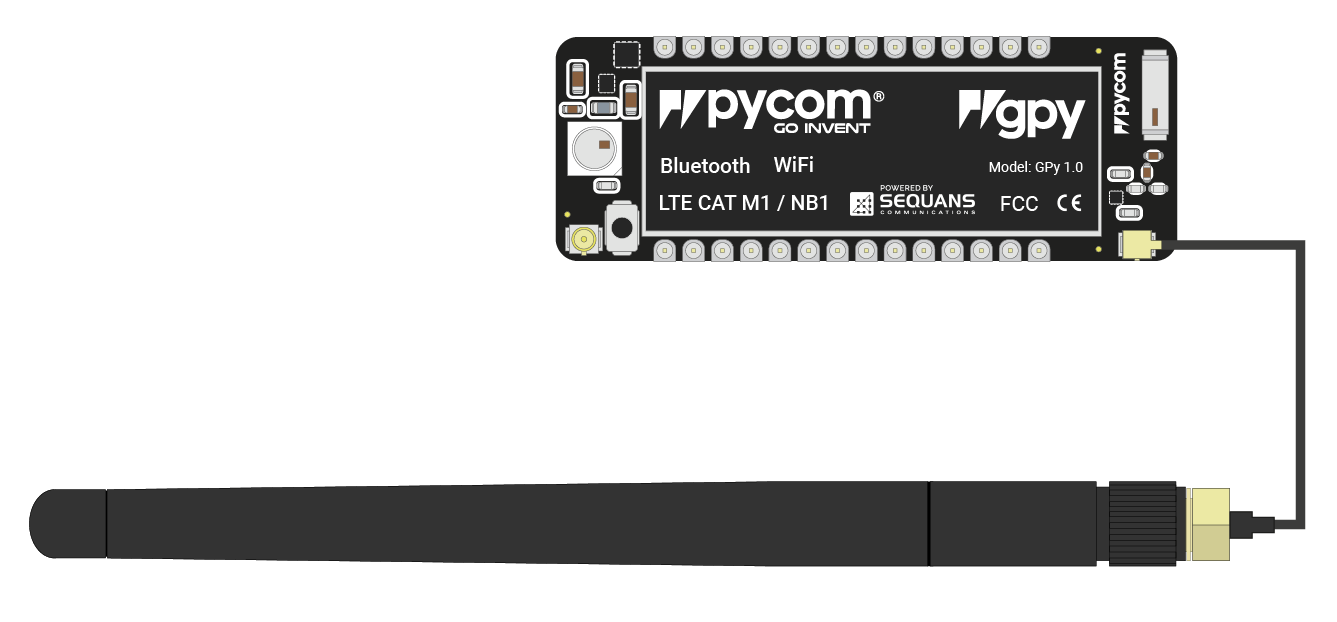 pycom®
GO INVENT
gpy
pycom
Bluetooth WiFi
Model: GPy 1.0
LTE CAT M1 / NB1
POWERED BY
SEQUANS
COMMUNICATIONS
FCC CE